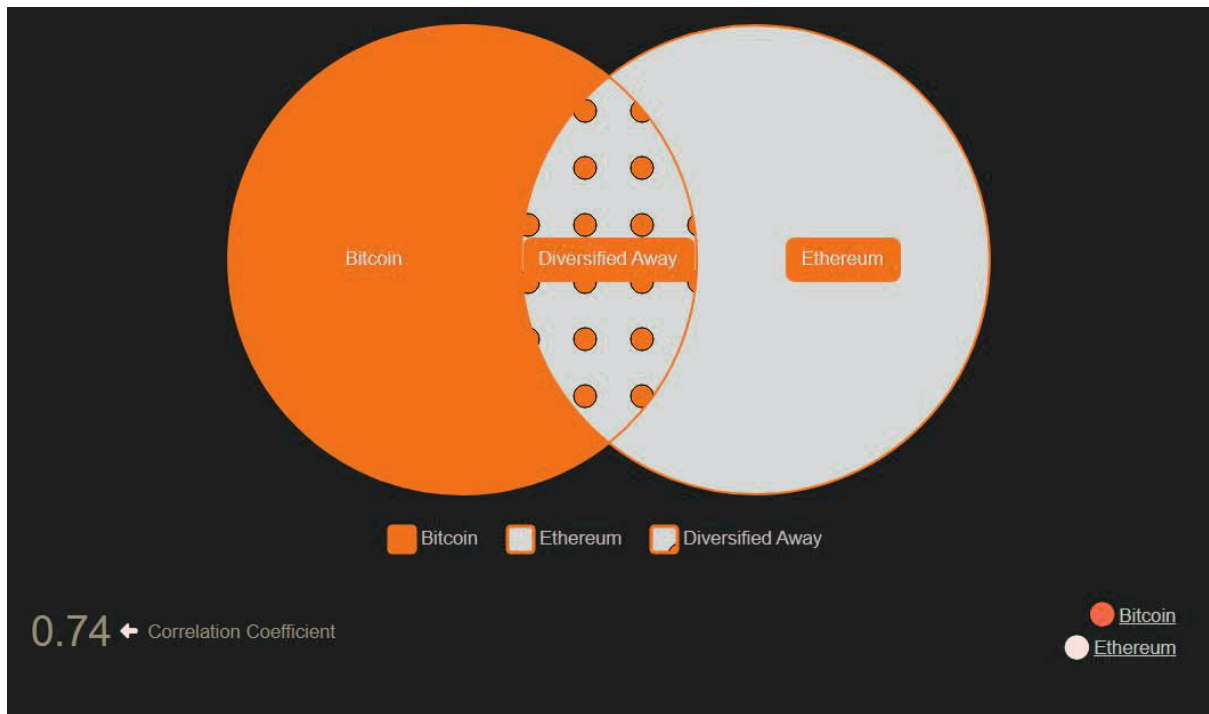 Bitcoin
Diversified Away
Ethereum
Bitcoin Ethereum Diversified Away
0.74 Correlation Coefficient
Bitcoin
Ethereum